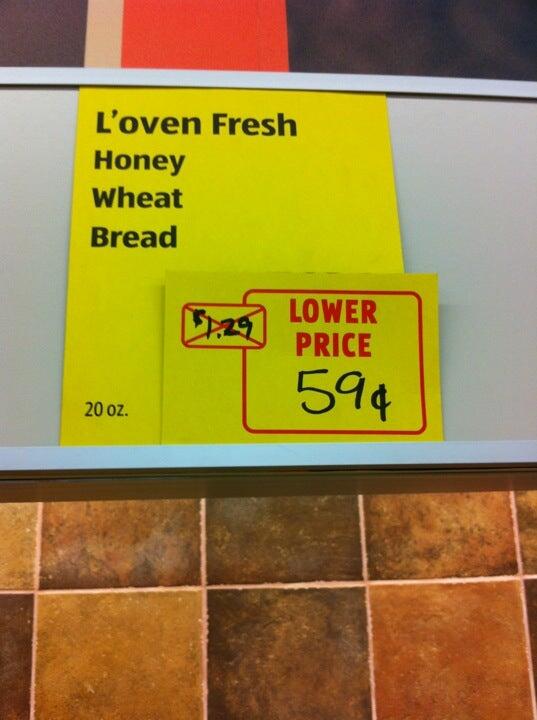 L'oven Fresh
Honey
Wheat
Bread
$1.29
LOWER
PRICE
59¢
20 oz.